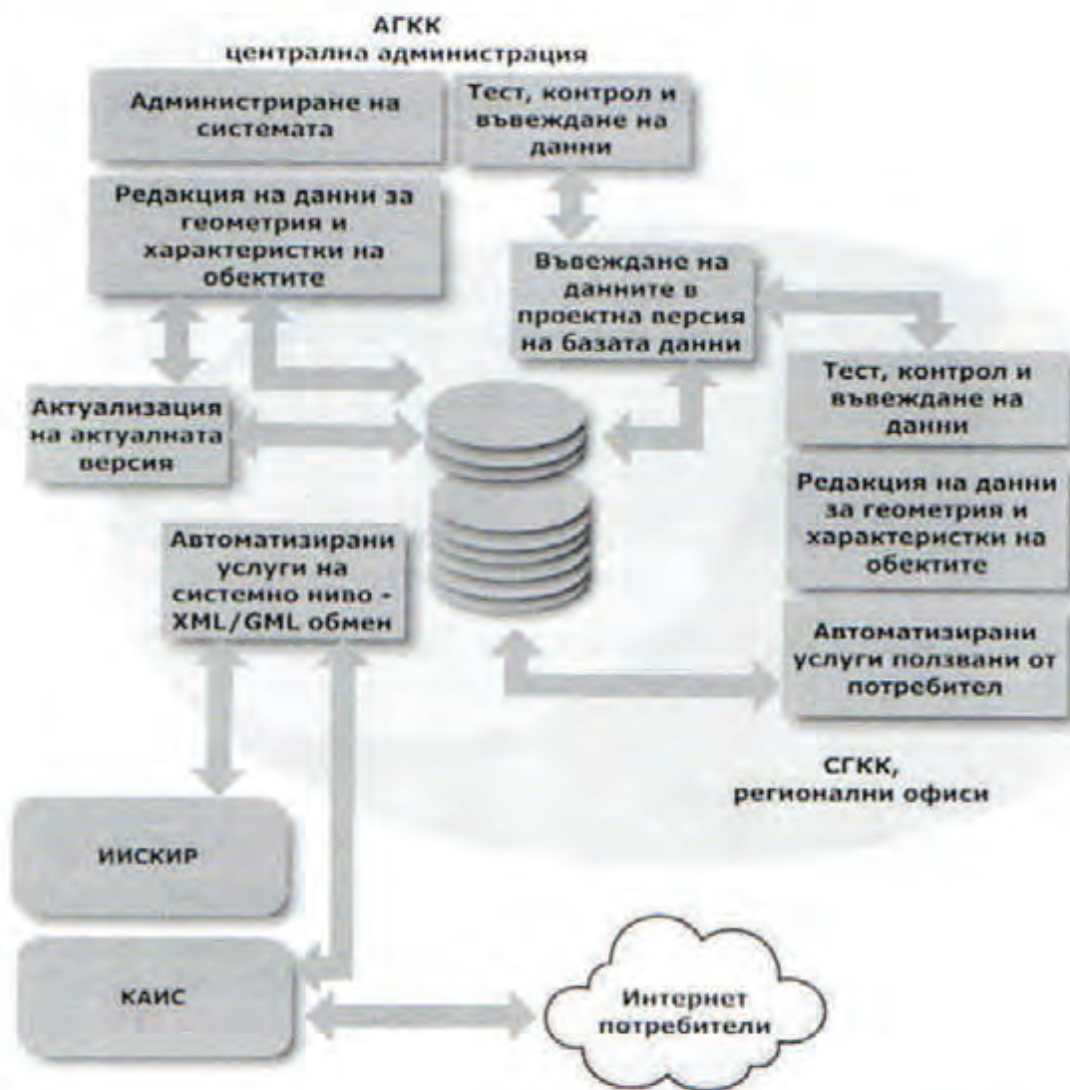 АГКК
централна администрация
Администриране на
системата
Тест, контрол и
въвеждане на
данни
Редакция на данни за
геометрия и
характеристки на
обектите
Въвеждане на
данните в
проектна версия
на базата данни
Актуализация
на актуалната
версия
Тест, контрол и
въвеждане на
данни
Редакция на данни
за геометрия и
характеристки на
обектите
Автоматизирани
услуги на
системно ниво -
XML/GML обмен
Автоматизирани
услуги ползвани от
потребител
СГКК,
регионални офиси
ИИСКИР
КАИС
Интернет
потребители